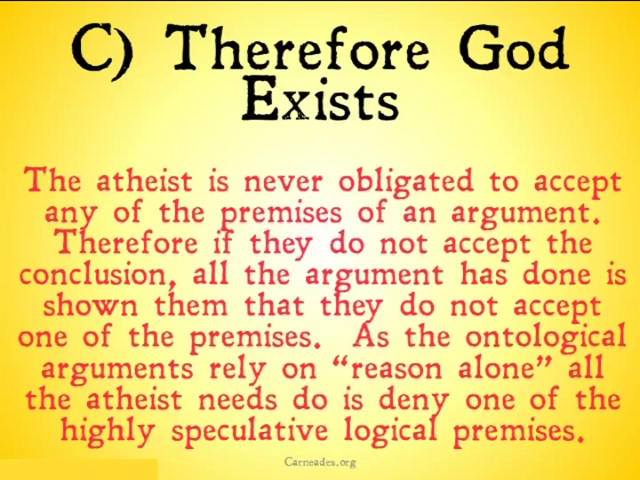 C) Therefore God
Exists
The atheist is never obligated to accept
any of the premises of an argument.
Therefore if they do not accept the
conclusion, all the argument has done is
shown them that they do not accept
one of the premises. As the ontological
arguments rely on “reason alone” all
the atheist needs do is deny one of the
highly speculative logical premises.
Carneades.org